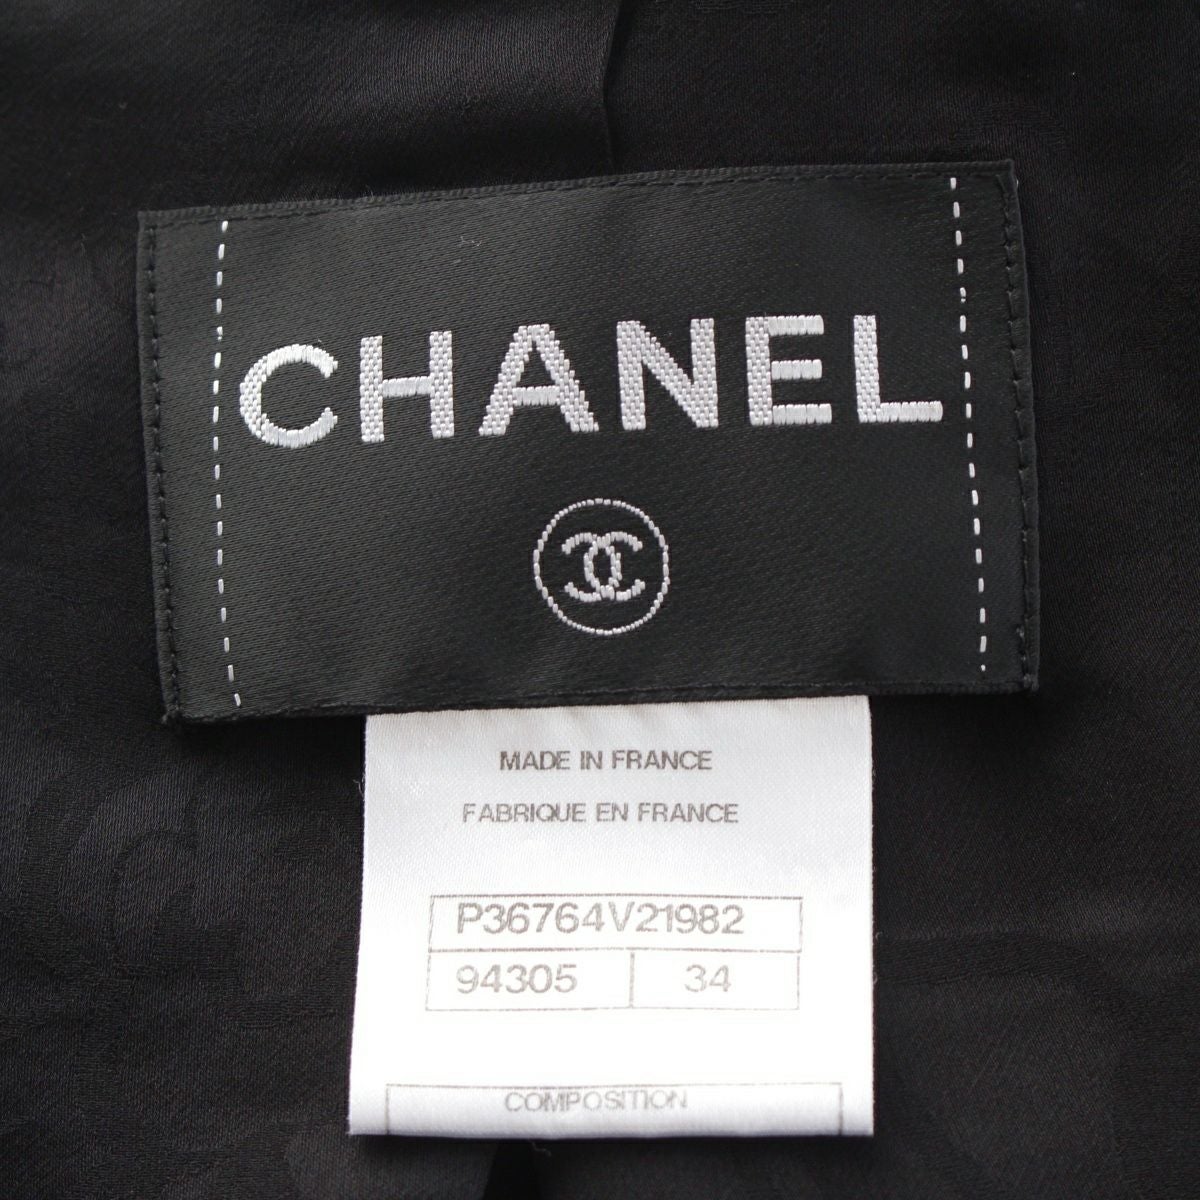 CHANEL
MADE IN FRANCE
FABRIQUE EN FRANCE
P36764V21982
94305 34
COMPOSITION